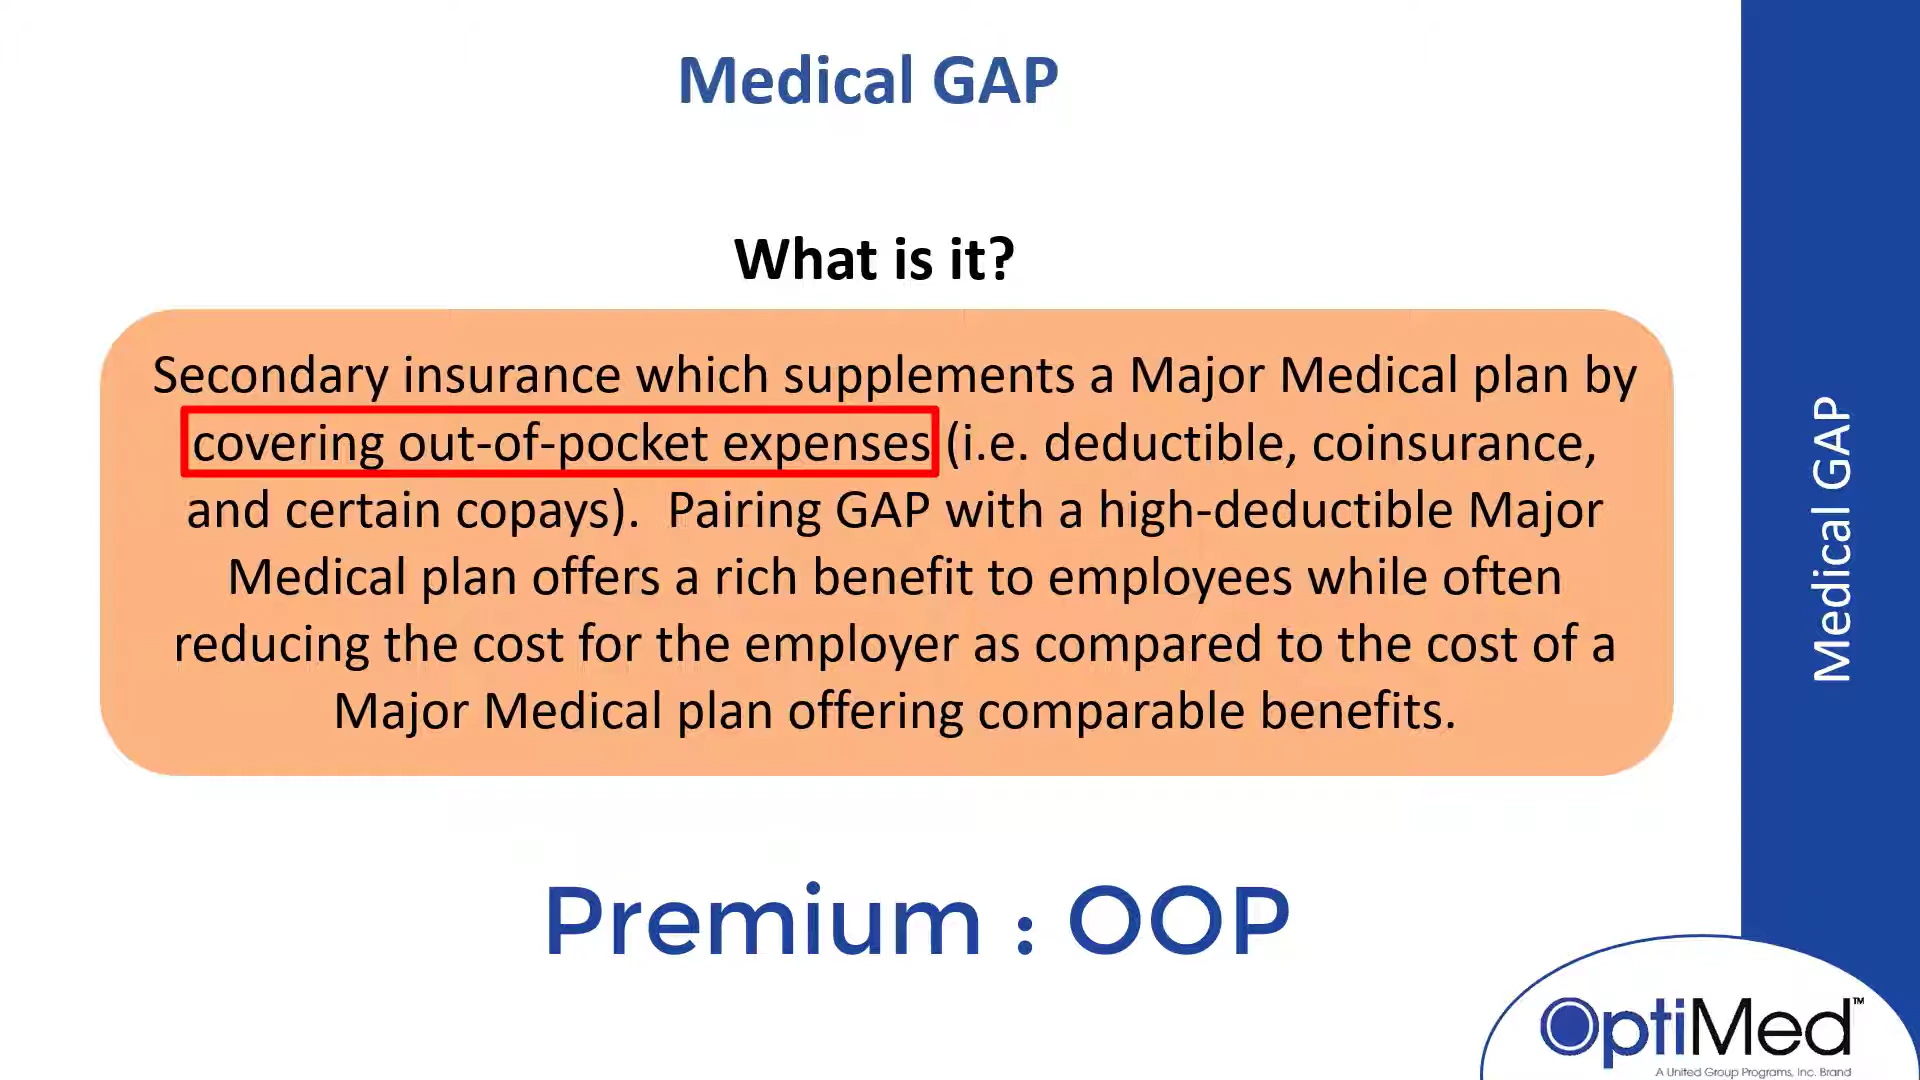 Medical GAP
What is it?
Secondary insurance which supplements a Major Medical plan by
covering out-of-pocket expenses (i.e. deductible, coinsurance,
and certain copays).  Pairing GAP with a high-deductible Major
Medical plan offers a rich benefit to employees while often
reducing the cost for the employer as compared to the cost of a
Major Medical plan offering comparable benefits.
Premium : OOP
Medical GAP
OptiMed™
A United Group Programs, Inc. Brand